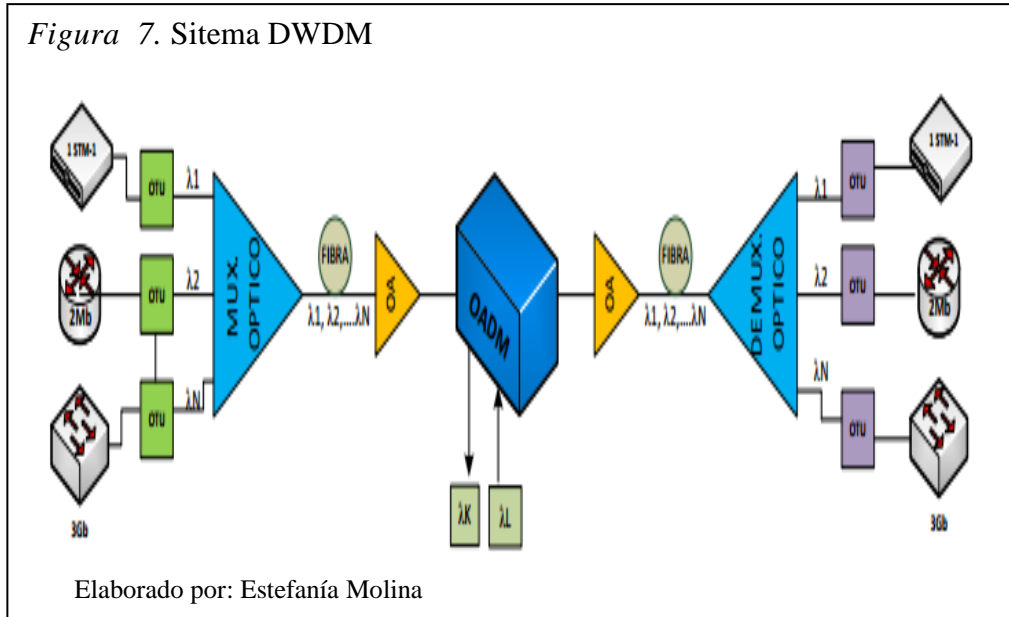 Figura 7. Sitema DWDM
1 STM-1
OTU
λ1
MUX. OPTICO
2Mb
OTU
λ2
3Gb
OTU
λN
FIBRA
λ1, λ2,....λN
OA
OADM
λK
λL
OA
FIBRA
λ1, λ2,....λN
DEMUX. OPTICO
λ1
OTU
1 STM-1
λ2
OTU
2Mb
λN
OTU
3Gb
Elaborado por: Estefanía Molina